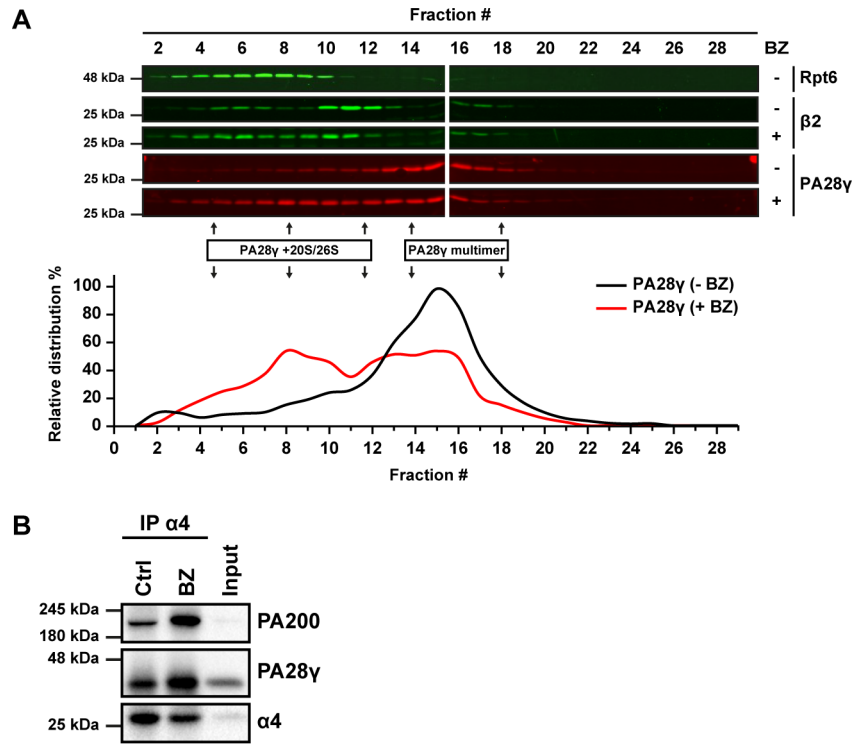 A
Fraction #
2 4 6 8 10 12 14 16 18 20 22 24 26 28 BZ
48 kDa - Rpt6
25 kDa - β2
25 kDa +
25 kDa - PA28γ
25 kDa +
PA28γ +20S/26S PA28γ multimer
Relative distribution %
100
80
60
40
20
0
PA28γ (- BZ)
PA28γ (+ BZ)
0 2 4 6 8 10 12 14 16 18 20 22 24 26 28
Fraction #
B
IP α4
Ctrl BZ Input
245 kDa
180 kDa
PA200
48 kDa
PA28γ
25 kDa
α4